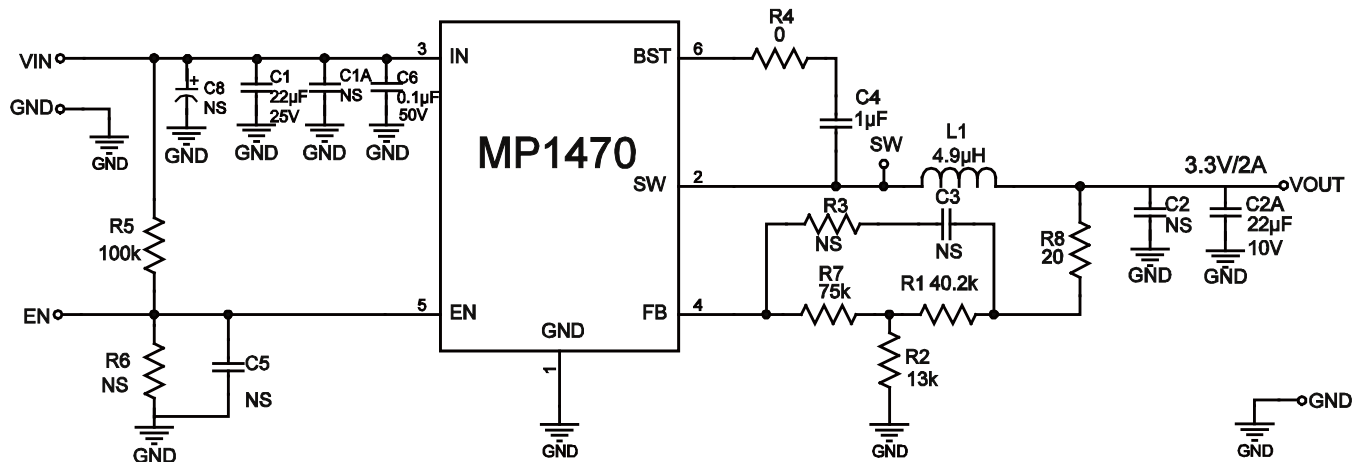 VIN
GND
GND
C8
NS
GND
C1
22µF
25V
GND
C1A
NS
GND
C6
0.1µF
50V
GND
3
IN
BST
6
R4
0
C4
1µF
MP1470
SW
2
SW
L1
4.9µH
3.3V/2A
VOUT
C2
NS
GND
C2A
22µF
10V
GND
R3
NS
C3
NS
R8
20
R5
100k
R7
75k
R1 40.2k
EN
5
EN
FB
4
GND
1
GND
R6
NS
C5
NS
GND
R2
13k
GND
GND
GND